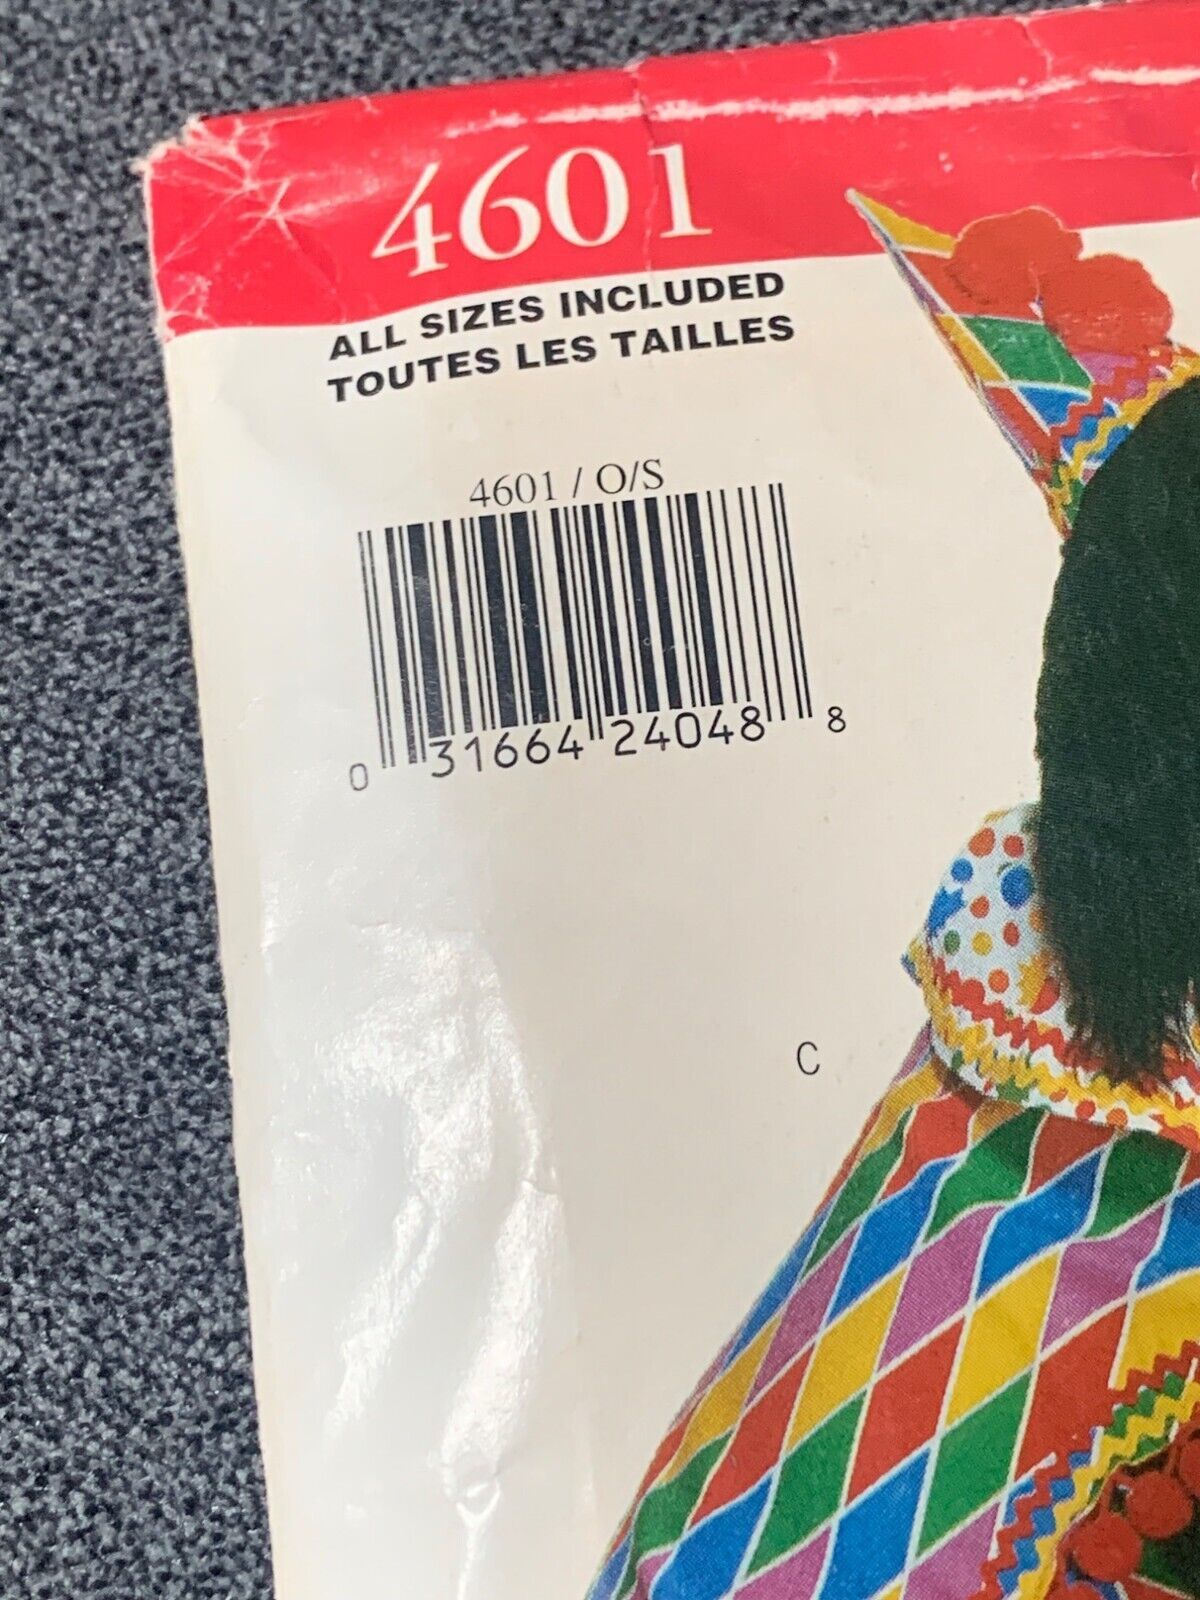 4601
ALL SIZES INCLUDED
TOUTES LES TAILLES
4601 / O/S
0 31664 24048 8
C